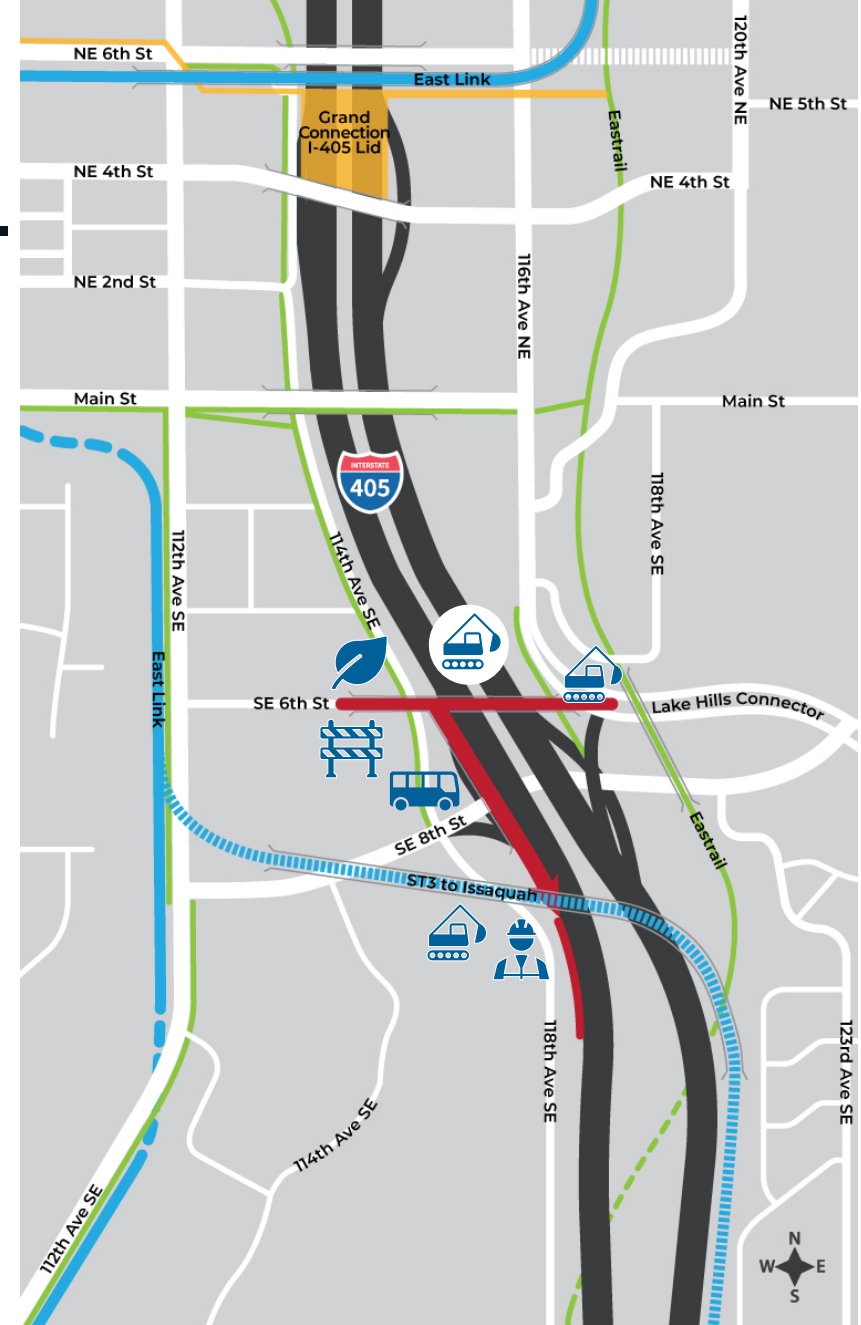 120th Ave NE
NE 6th St
East Link
NE 5th St
Grand
Connection
I-405 Lid
Eastrail
NE 4th St
NE 4th St
116th Ave NE
NE 2nd St
Main St
Main St
INTERSTATE
405
118th Ave SE
112th Ave SE
114th Ave SE
East Link
SE 6th St
Lake Hills Connector
SE 8th St
Eastrail
ST3 to Issaquah
118th Ave SE
123rd Ave SE
114th Ave SE
112th Ave SE
N
W
E
S